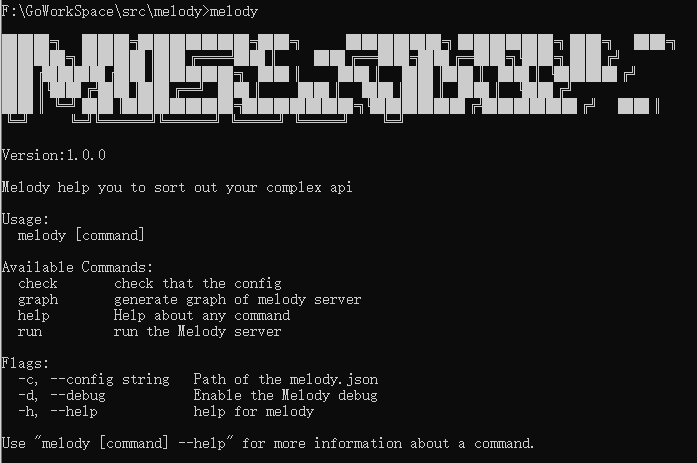 F:\GoWorkSpace\src\melody>melody
MELODY
Version:1.0.0
Melody help you to sort out your complex api
Usage:
  melody [command]
Available Commands:
  check       check that the config
  graph       generate graph of melody server
  help        Help about any command
  run         run the Melody server
Flags:
  -c, --config string   Path of the melody.json
  -d, --debug           Enable the Melody debug
  -h, --help            help for melody
Use "melody [command] --help" for more information about a command.